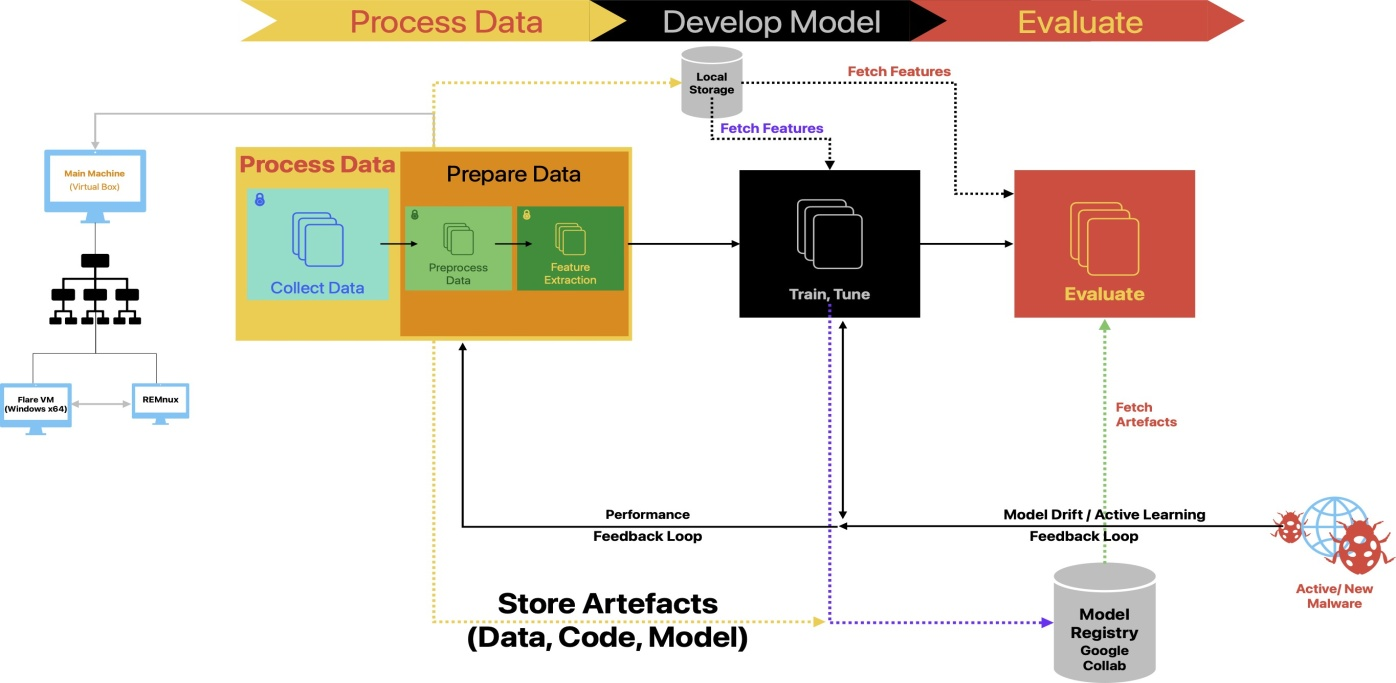 Process Data
Develop Model
Evaluate
Local
Storage
Fetch Features
Fetch Features
Main Machine
(Virtual Box)
Process Data
Prepare Data
Collect Data
Preprocess
Data
Feature
Extraction
Train, Tune
Evaluate
Flare VM
(Windows x64)
REMnux
Fetch
Artefacts
Performance
Feedback Loop
Model Drift / Active Learning
Feedback Loop
Active/ New
Malware
Store Artefacts
(Data, Code, Model)
Model
Registry
Google
Collab